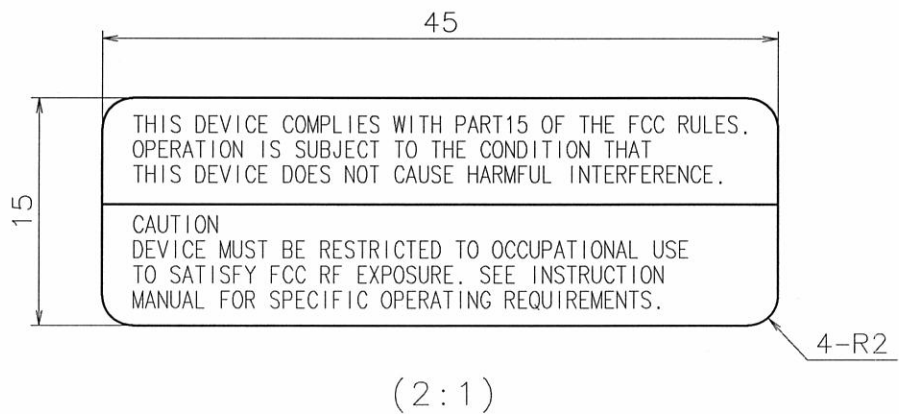 45
15
THIS DEVICE COMPLIES WITH PART15 OF THE FCC RULES.
OPERATION IS SUBJECT TO THE CONDITION THAT
THIS DEVICE DOES NOT CAUSE HARMFUL INTERFERENCE.
CAUTION
DEVICE MUST BE RESTRICTED TO OCCUPATIONAL USE
TO SATISFY FCC RF EXPOSURE. SEE INSTRUCTION
MANUAL FOR SPECIFIC OPERATING REQUIREMENTS.
4-R2
(2:1)